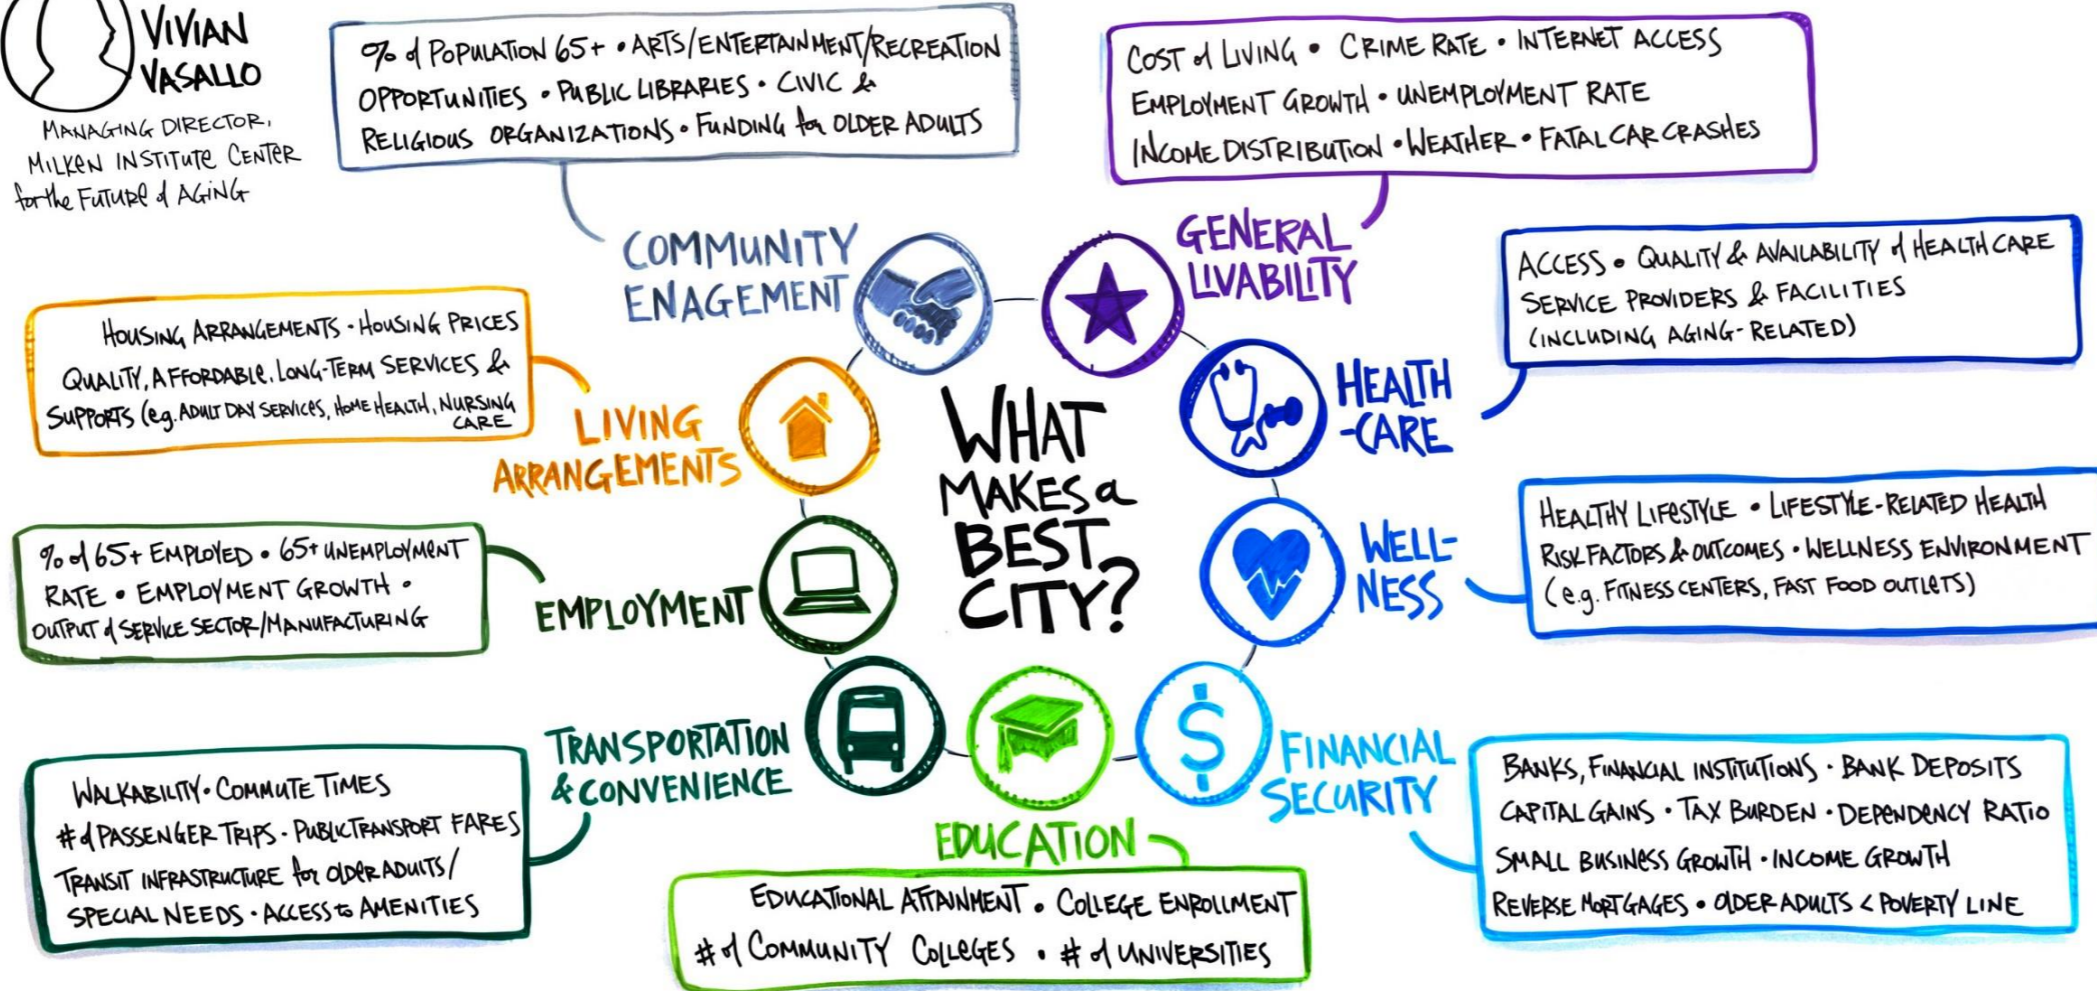 VIVIAN
VASALLO
MANAGING DIRECTOR,
MILKEN INSTITUTE CENTER
for the FUTURE of AGING
% of POPULATION 65+ • ARTS/ENTERTAINMENT/RECREATION
OPPORTUNITIES • PUBLIC LIBRARIES • CIVIC &
RELIGIOUS ORGANIZATIONS • FUNDING for OLDER ADULTS
COMMUNITY
ENAGEMENT
COST of LIVING • CRIME RATE • INTERNET ACCESS
EMPLOYMENT GROWTH • UNEMPLOYMENT RATE
INCOME DISTRIBUTION • WEATHER • FATAL CAR CRASHES
GENERAL
LIVABILITY
ACCESS • QUALITY & AVAILABILITY of HEALTH CARE
SERVICE PROVIDERS & FACILITIES
(INCLUDING AGING-RELATED)
HEALTH
-CARE
HOUSING ARRANGEMENTS • HOUSING PRICES
QUALITY, AFFORDABLE, LONG-TERM SERVICES &
SUPPORTS (e.g. ADULT DAY SERVICES, HOME HEALTH, NURSING
CARE
LIVING
ARRANGEMENTS
WHAT
MAKES a
BEST
CITY?
HEALTHY LIFESTYLE • LIFESTYLE-RELATED HEALTH
RISK FACTORS & OUTCOMES • WELLNESS ENVIRONMENT
(e.g. FITNESS CENTERS, FAST FOOD OUTLETS)
WELL-
NESS
% of 65+ EMPLOYED • 65+ UNEMPLOYMENT
RATE • EMPLOYMENT GROWTH •
OUTPUT of SERVICE SECTOR/MANUFACTURING
EMPLOYMENT
TRANSPORTATION
& CONVENIENCE
WALKABILITY • COMMUTE TIMES
# of PASSENGER TRIPS • PUBLIC TRANSPORT FARES
TRANSIT INFRASTRUCTURE for OLDER ADULTS/
SPECIAL NEEDS • ACCESS to AMENITIES
EDUCATION
EDUCATIONAL ATTAINMENT • COLLEGE ENROLLMENT
# of COMMUNITY COLLEGES • # of UNIVERSITIES
$
FINANCIAL
SECURITY
BANKS, FINANCIAL INSTITUTIONS • BANK DEPOSITS
CAPITAL GAINS • TAX BURDEN • DEPENDENCY RATIO
SMALL BUSINESS GROWTH • INCOME GROWTH
REVERSE MORTGAGES • OLDER ADULTS < POVERTY LINE